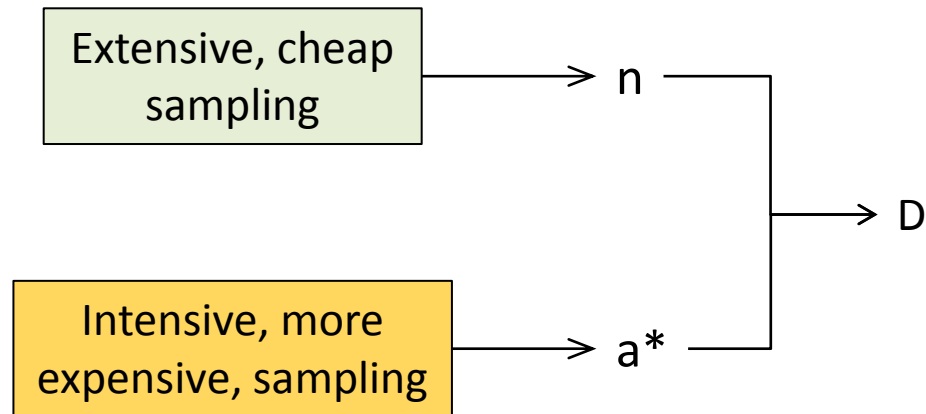 Extensive, cheap
sampling
n
D
Intensive, more
expensive, sampling
a*